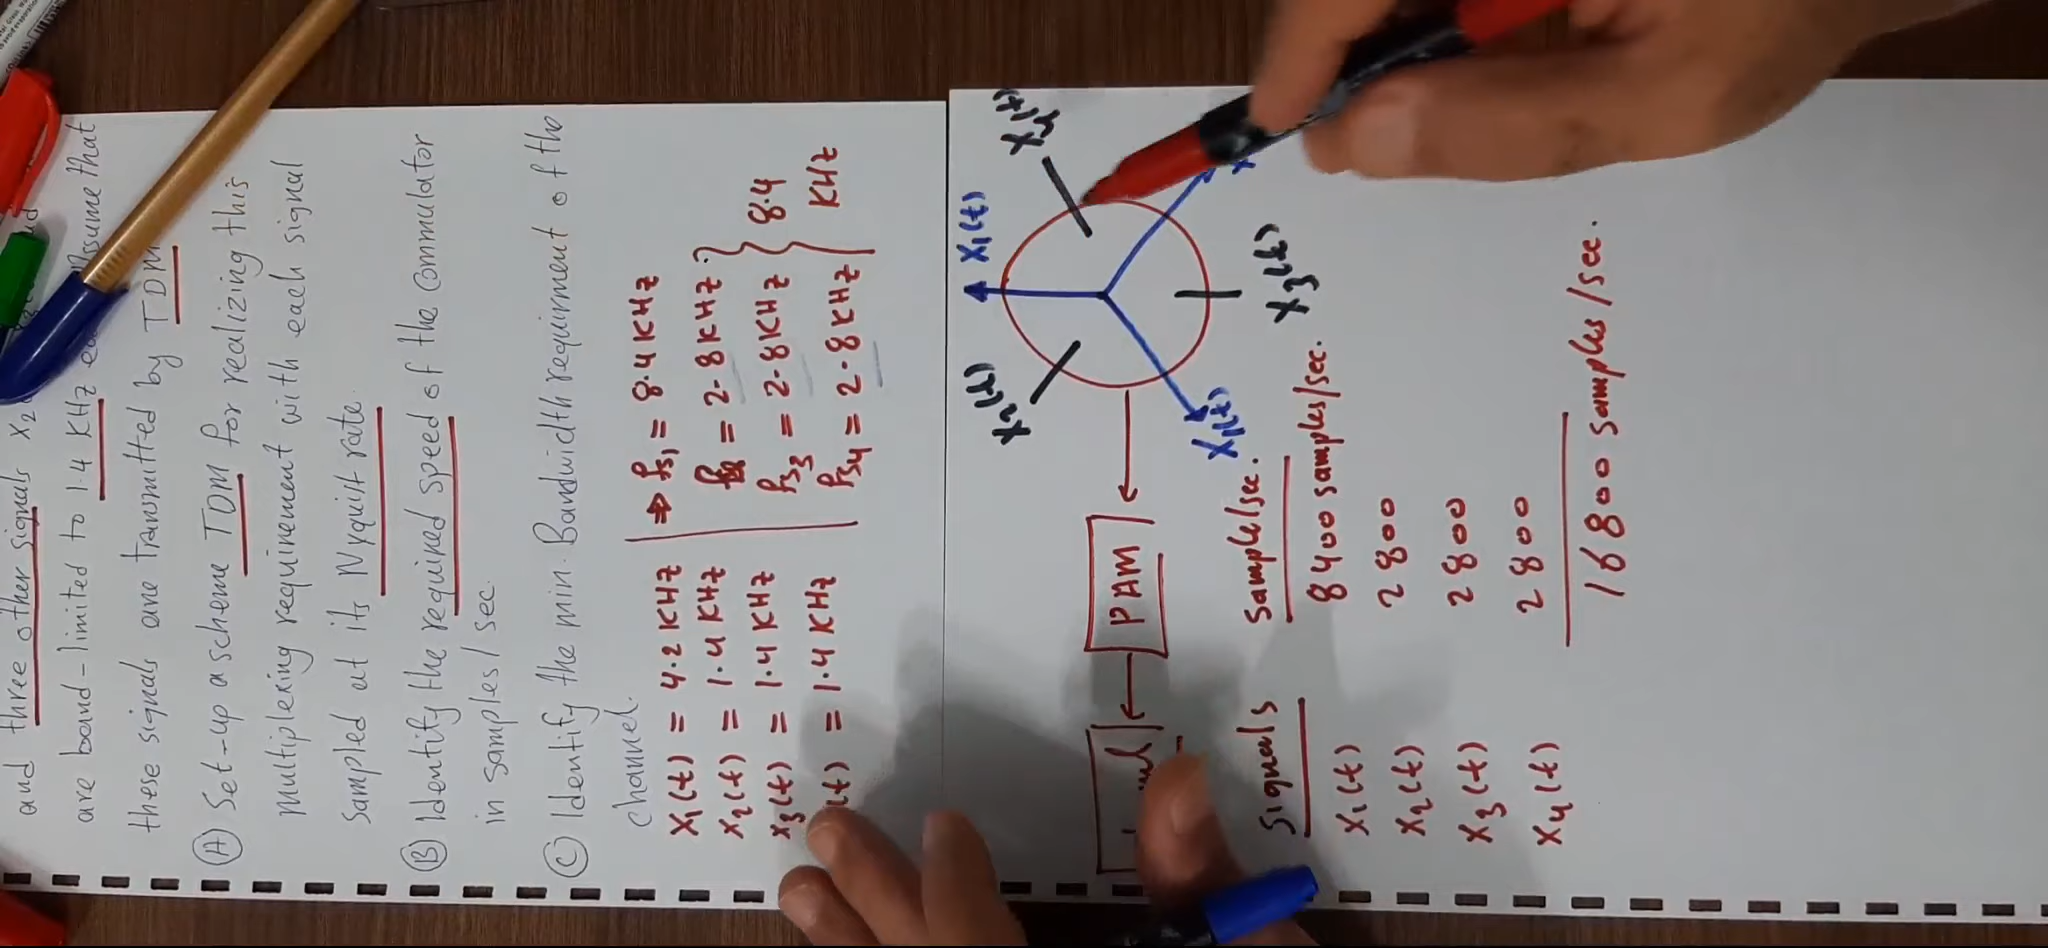 and three other signals x2
are band-limited to 1.4 KHz assume that
these signals are transmitted by TDM
(A) Set-up a scheme TDM for realizing this
multiplexing requirement with each signal
sampled at its Nyquist rate.
(B) Identify the required speed of the commulator
in samples/sec.
(C) Identify the min. Bandwidth requirement of the
channel.
x1(t) = 4.2 KHz ⇒ fs1 = 8.4 KHz
x2(t) = 1.4 KHz = 2.8 KHz
x3(t) = 1.4 KHz fs3 = 2.8 KHz
(t) = 1.4 KHz fs4 = 2.8 KHz
8.4
KHz
x1(t)
x4(t)
x2(t)
x3(t)
x1(t)
PAM
Signals Sample/sec.
x1(t) 8400 samples/sec.
x2(t) 2800
x3(t) 2800
x4(t) 2800
16800 samples/sec.